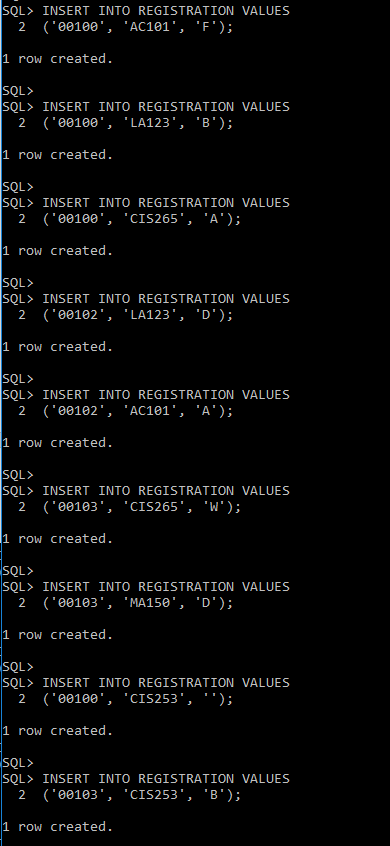 SQL> INSERT INTO REGISTRATION VALUES
2 ('00100', 'AC101', 'F');
1 row created.
SQL>
SQL> INSERT INTO REGISTRATION VALUES
2 ('00100', 'LA123', 'B');
1 row created.
SQL>
SQL> INSERT INTO REGISTRATION VALUES
2 ('00100', 'CIS265', 'A');
1 row created.
SQL>
SQL> INSERT INTO REGISTRATION VALUES
2 ('00102', 'LA123', 'D');
1 row created.
SQL>
SQL> INSERT INTO REGISTRATION VALUES
2 ('00102', 'AC101', 'A');
1 row created.
SQL>
SQL> INSERT INTO REGISTRATION VALUES
2 ('00103', 'CIS265', 'W');
1 row created.
SQL>
SQL> INSERT INTO REGISTRATION VALUES
2 ('00103', 'MA150', 'D');
1 row created.
SQL>
SQL> INSERT INTO REGISTRATION VALUES
2 ('00100', 'CIS253', '');
1 row created.
SQL>
SQL> INSERT INTO REGISTRATION VALUES
2 ('00103', 'CIS253', 'B');
1 row created.